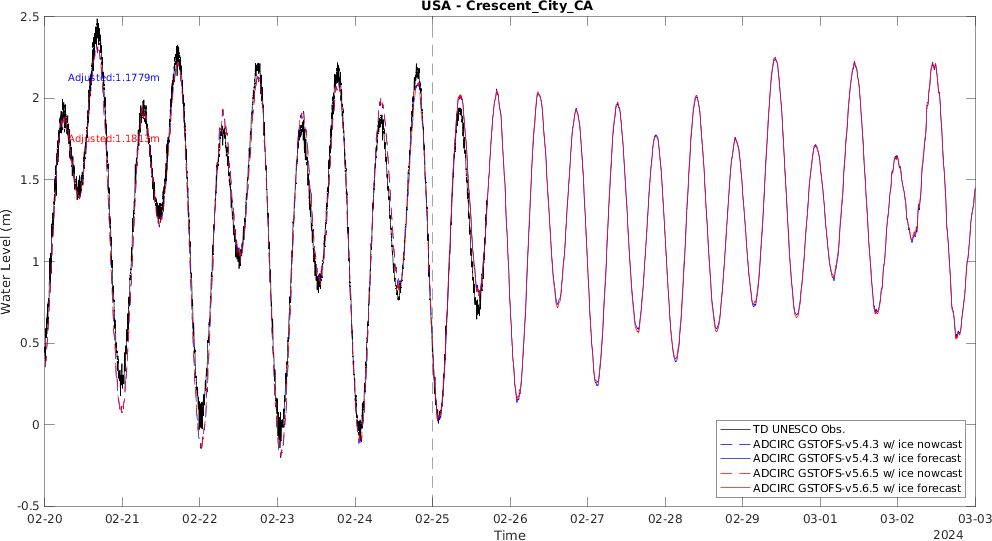 USA - Crescent_City_CA
2.5
2
1.5
1
0.5
0
-0.5
Water Level (m)
Adjusted:1.1779m
Adjusted:1.1813m
TD UNESCO Obs.
ADCIRC GSTOFS-v5.4.3 w/ ice nowcast
ADCIRC GSTOFS-v5.4.3 w/ ice forecast
ADCIRC GSTOFS-v5.6.5 w/ ice nowcast
ADCIRC GSTOFS-v5.6.5 w/ ice forecast
02-20 02-21 02-22 02-23 02-24 02-25 02-26 02-27 02-28 02-29 03-01 03-02 03-03
Time
2024